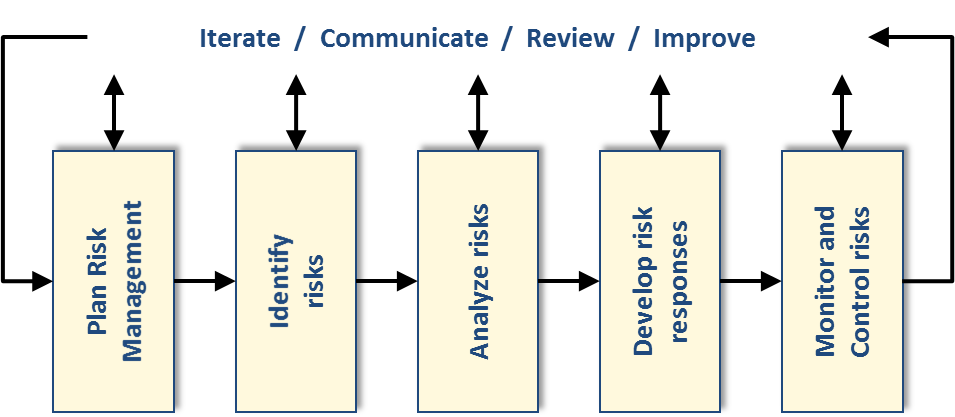 Iterate / Communicate / Review / Improve
Plan Risk
Management
Identify
risks
Analyze risks
Develop risk
responses
Monitor and
Control risks